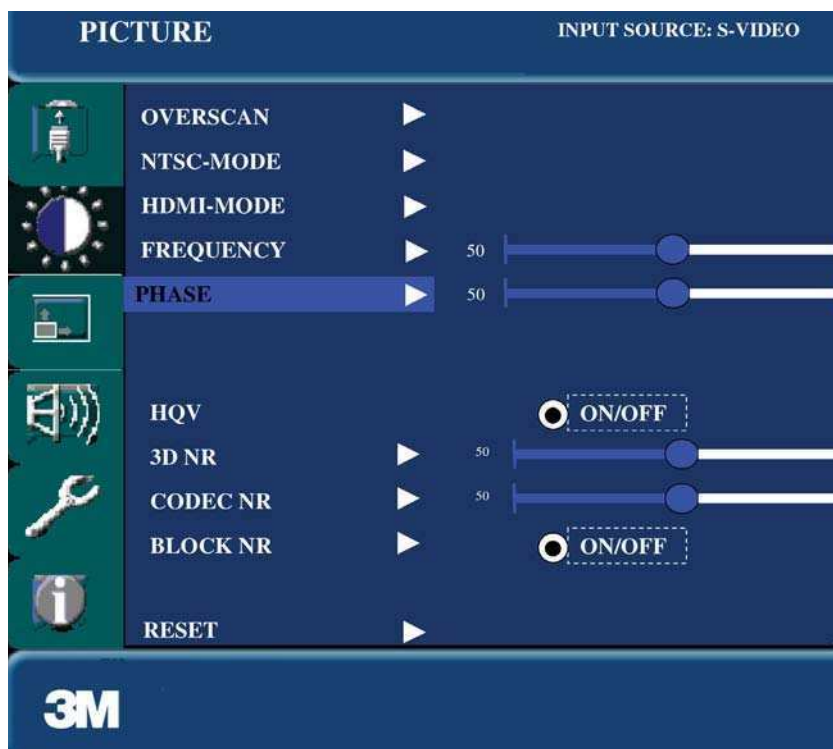 PICTURE INPUT SOURCE: S-VIDEO
OVERSCAN
NTSC-MODE
HDMI-MODE
FREQUENCY 50
PHASE 50
HQV ON/OFF
3D NR 50
CODEC NR 50
BLOCK NR ON/OFF
RESET
3M